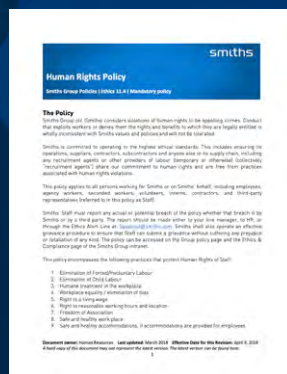 smiths
Human Rights Policy
Smiths Group Policies | Ethics 11.4 | Mandatory policy
The Policy
Smiths Group plc (Smiths) considers violations of human rights to be appalling crimes. Conduct
that exploits workers or denies them the rights and benefits to which they are legally entitled is
wholly inconsistent with Smiths values and policies and will not be tolerated.
Smiths is committed to operating to the highest ethical standards. This includes ensuring its
operations, suppliers, contractors, subcontractors and anyone else in its supply chain, including
any recruitment agents or other providers of labour (temporary or otherwise) (collectively
"recruitment agents") share our commitment to human rights and are free from practices
associated with human rights violations.
This policy applies to all persons working for Smiths or on Smiths' behalf, including employees,
agency workers, seconded workers, volunteers, interns, contractors, and third-party
representatives (referred to in this policy as Staff).
Smiths Staff must report any actual or potential breach of the policy whether that breach is by
Smiths or by a third party. The report should be made either to your line manager, to HR, or
through the Ethics Alert Line at: Speakout@smiths.com. Smiths shall also operate an effective
grievance procedure to ensure that Staff can submit a grievance without suffering any prejudice
or retaliation of any kind. The policy can be accessed on the Group policy page and the Ethics &
Compliance page of the Smiths Group intranet.
This policy encompasses the following practices that protect Human Rights of Staff:
1. Elimination of Forced/Involuntary Labour
2. Elimination of Child Labour
3. Humane treatment in the workplace
4. Workplace equality / elimination of bias
5. Right to a living wage
6. Right to reasonable working hours and location
7. Freedom of Association
8. Safe and healthy work place
9. Safe and healthy accommodations, if accommodations are provided for employees
Document owner: Human Resources Last updated: March 2018 Effective Date for this Revision: April 9, 2018
A hard copy of this document may not represent the latest version. The latest version can be found here.
1